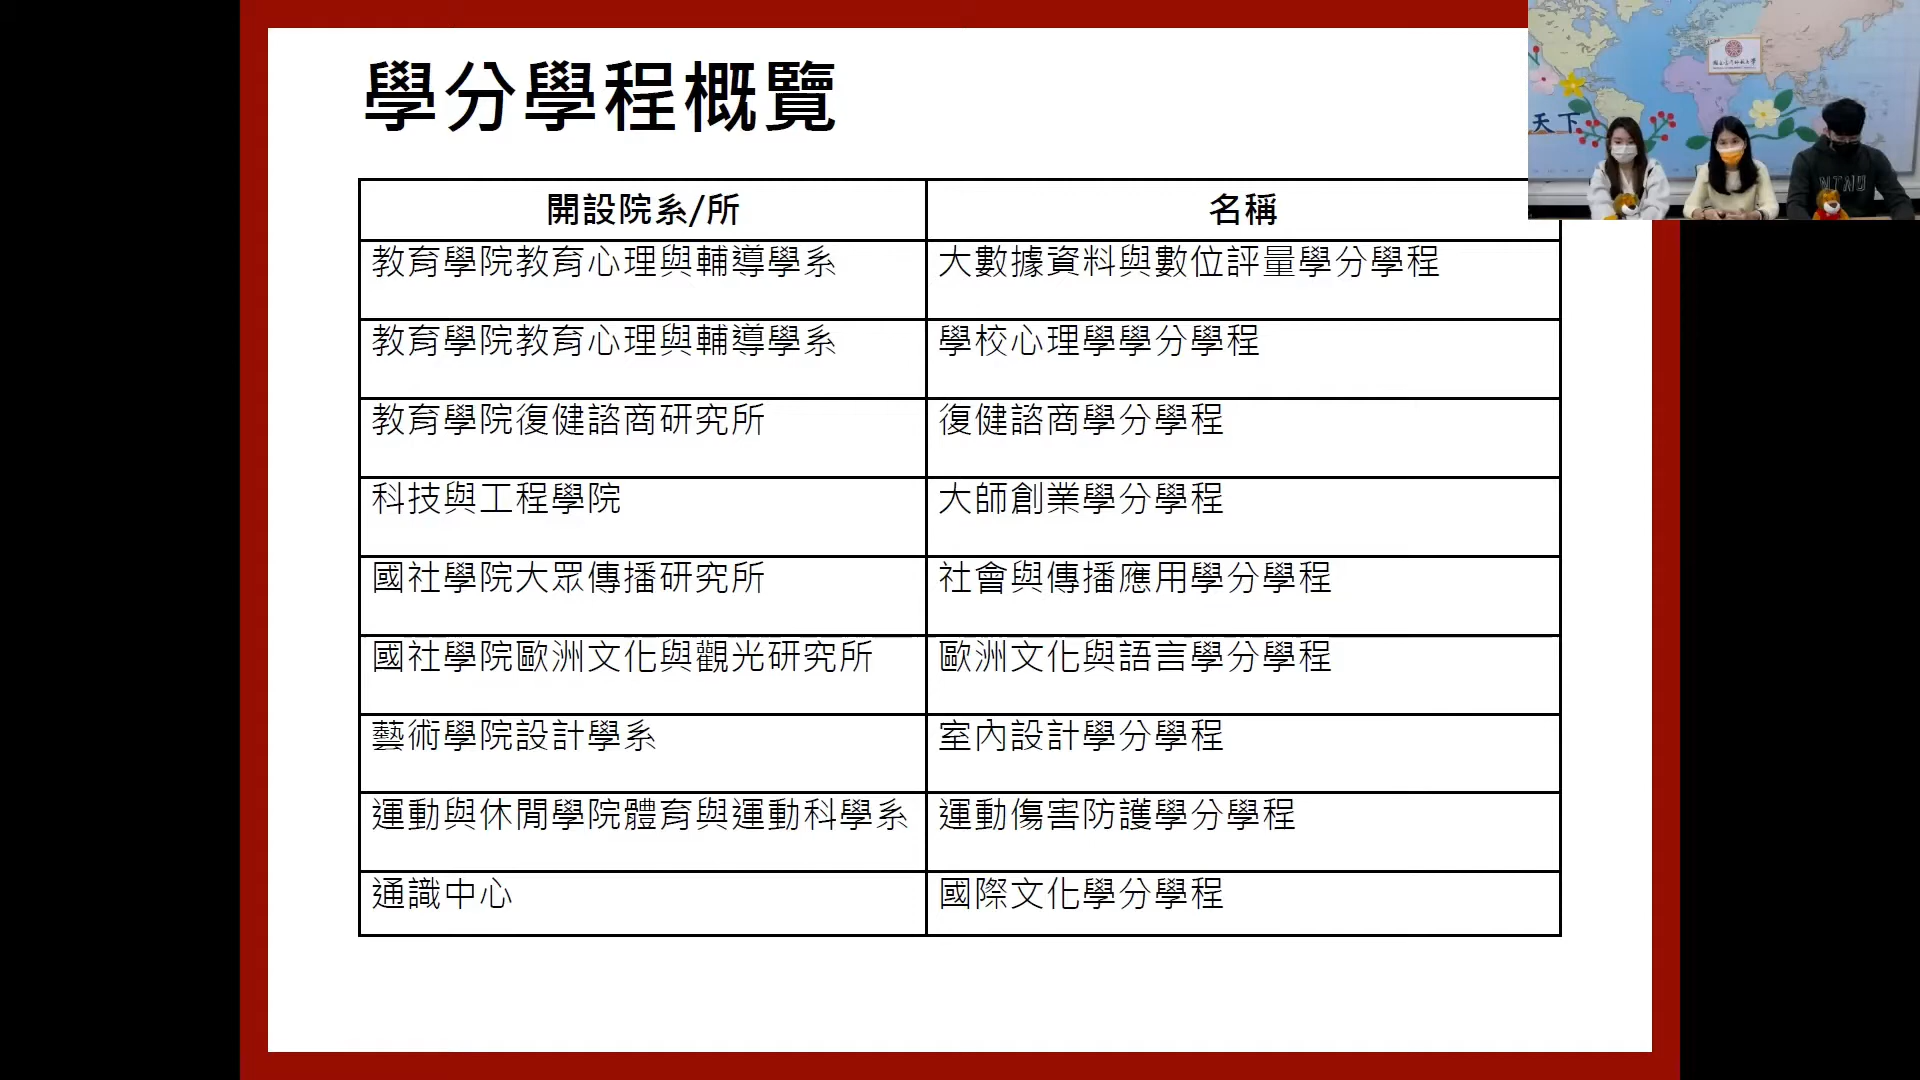 學分學程概覽
開設院系/所 名稱
教育學院教育心理與輔導學系 大數據資料與數位評量學分學程
教育學院教育心理與輔導學系 學校心理學學分學程
教育學院復健諮商研究所 復健諮商學分學程
科技與工程學院 大師創業學分學程
國社學院大眾傳播研究所 社會與傳播應用學分學程
國社學院歐洲文化與觀光研究所 歐洲文化與語言學分學程
藝術學院設計學系 室內設計學分學程
運動與休閒學院體育與運動科學系 運動傷害防護學分學程
通識中心 國際文化學分學程
天下
NTNU